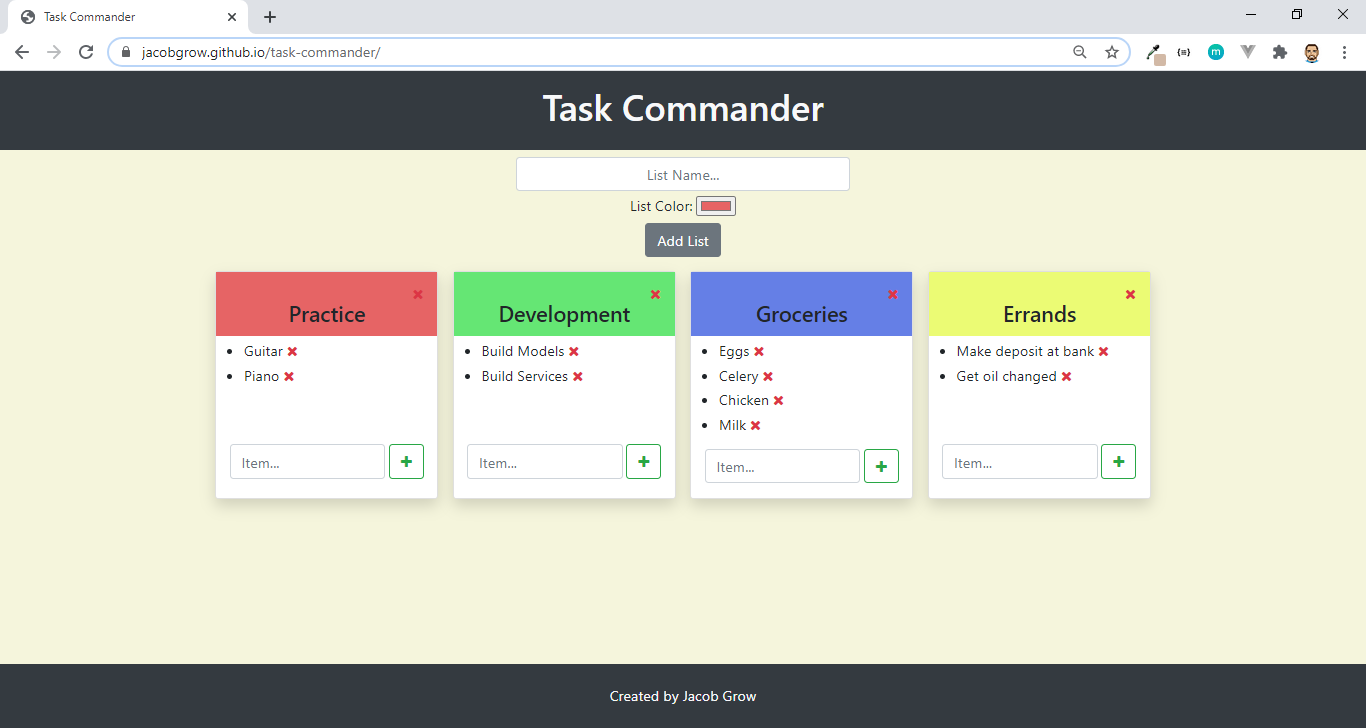 Task Commander
jacobgrow.github.io/task-commander/
Task Commander
List Name...
List Color:
Add List
Practice
Guitar
Piano
Item...
Development
Build Models
Build Services
Item...
Groceries
Eggs
Celery
Chicken
Milk
Item...
Errands
Make deposit at bank
Get oil changed
Item...
Created by Jacob Grow